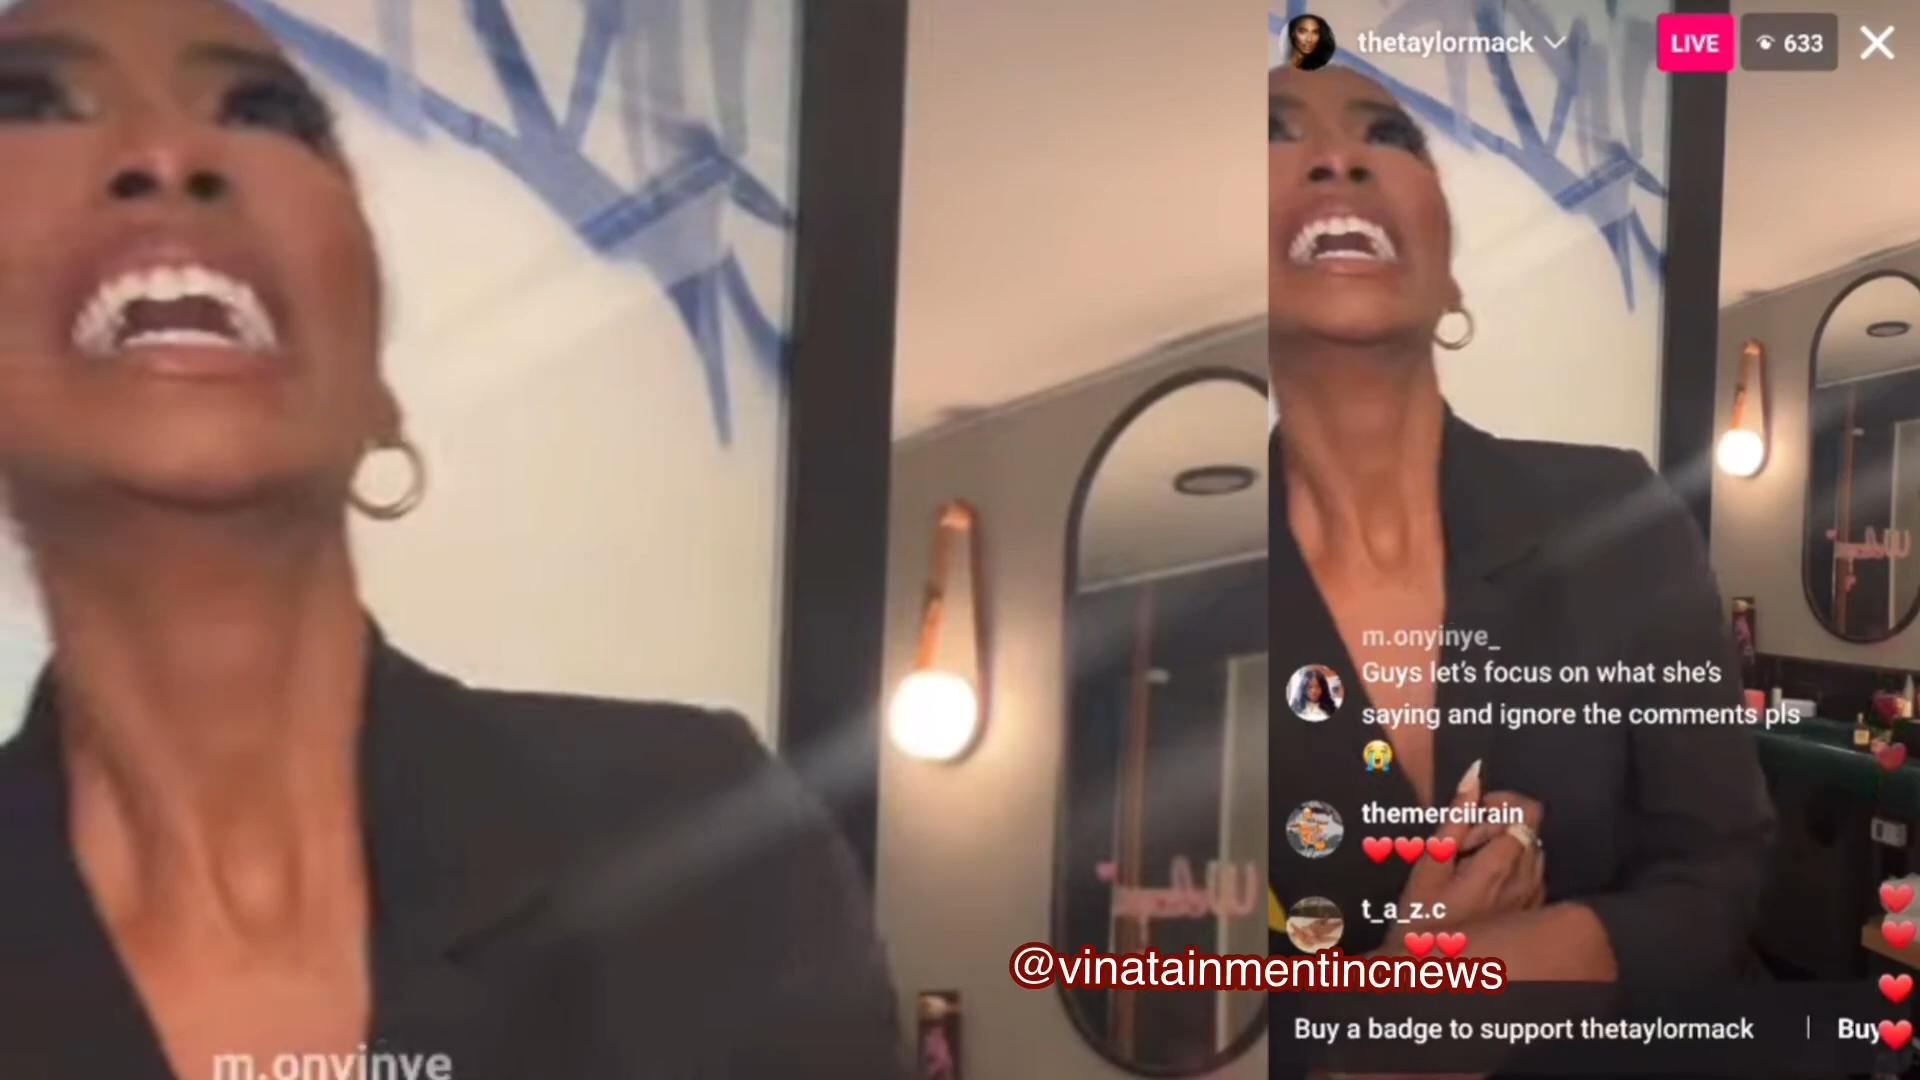 thetaylormack
LIVE
633
m.onyinye_
Guys let's focus on what she's
saying and ignore the comments pls
😭
themerciirain
❤️❤️❤️
t_a_z.c
❤️❤️
@vinatainmentincnews
Buy a badge to support thetaylormack
Buy
m.onyinye